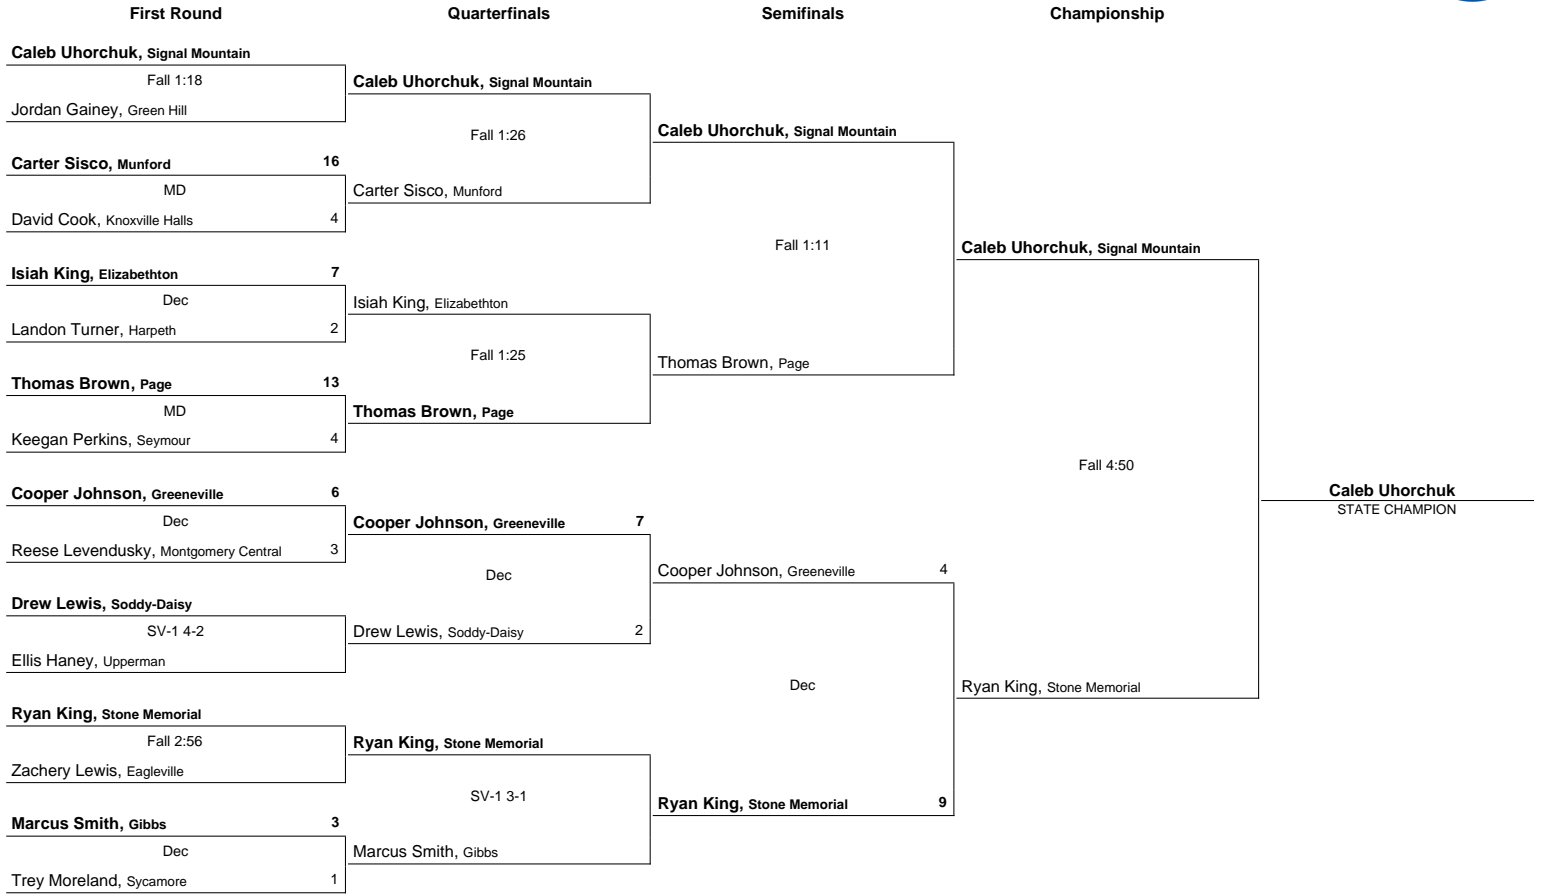 First Round
Quarterfinals
Semifinals
Championship
Caleb Uhorchuk, Signal Mountain
Fall 1:18
Jordan Gainey, Green Hill
Carter Sisco, Munford 16
MD
David Cook, Knoxville Halls 4
Isiah King, Elizabethton 7
Dec
Landon Turner, Harpeth 2
Thomas Brown, Page 13
MD
Keegan Perkins, Seymour 4
Cooper Johnson, Greeneville 6
Dec
Reese Levendusky, Montgomery Central 3
Drew Lewis, Soddy-Daisy
SV-1 4-2
Ellis Haney, Upperman
Ryan King, Stone Memorial
Fall 2:56
Zachery Lewis, Eagleville
Marcus Smith, Gibbs 3
Dec
Trey Moreland, Sycamore 1
Caleb Uhorchuk, Signal Mountain
Fall 1:26
Carter Sisco, Munford
Isiah King, Elizabethton
Fall 1:25
Thomas Brown, Page
Cooper Johnson, Greeneville 7
Dec
Drew Lewis, Soddy-Daisy 2
Ryan King, Stone Memorial
SV-1 3-1
Marcus Smith, Gibbs
Caleb Uhorchuk, Signal Mountain
Fall 1:11
Thomas Brown, Page
Cooper Johnson, Greeneville 4
Dec
Ryan King, Stone Memorial 9
Caleb Uhorchuk, Signal Mountain
Fall 4:50
Ryan King, Stone Memorial
Caleb Uhorchuk
STATE CHAMPION